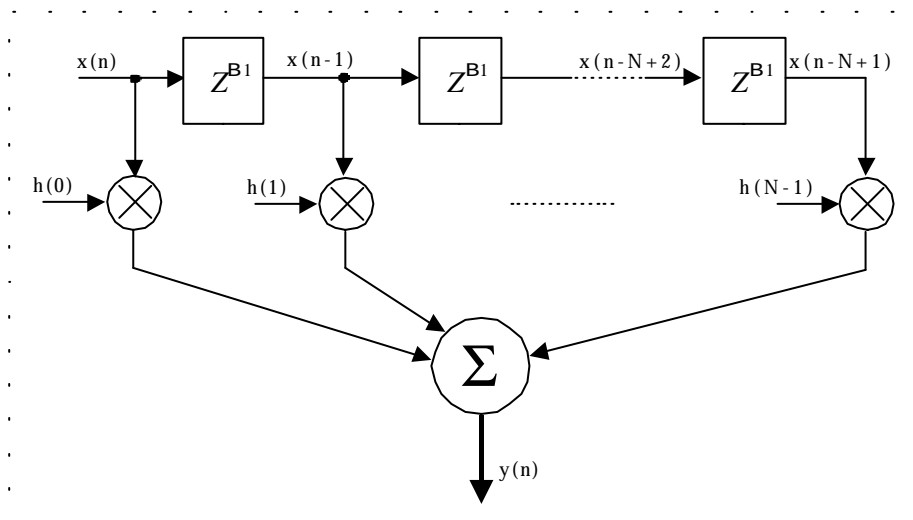 x(n) x(n-1) x(n-N+2) x(n-N+1)
Z^B1 Z^B1 Z^B1
h(0) h(1) h(N-1)
Σ
y(n)